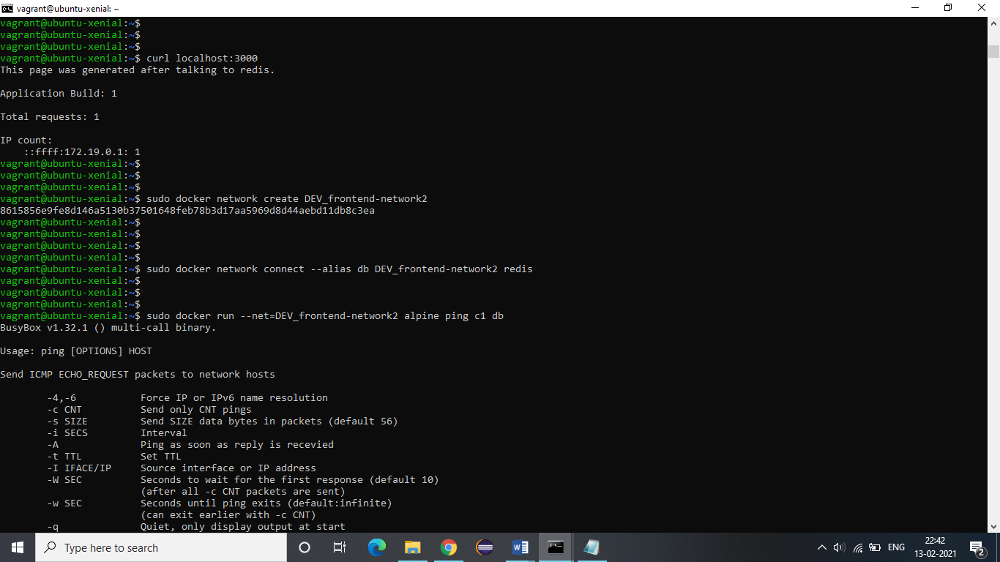 vagrant@ubuntu-xenial: ~
vagrant@ubuntu-xenial:~$
vagrant@ubuntu-xenial:~$
vagrant@ubuntu-xenial:~$
vagrant@ubuntu-xenial:~$ curl localhost:3000
This page was generated after talking to redis.
Application Build: 1
Total requests: 1
IP count:
::ffff:172.19.0.1: 1
vagrant@ubuntu-xenial:~$
vagrant@ubuntu-xenial:~$
vagrant@ubuntu-xenial:~$
vagrant@ubuntu-xenial:~$ sudo docker network create DEV_frontend-network2
8615856e9fe8d146a5130b37501648feb78b3d17aa5969d8d44aebd11db8c3ea
vagrant@ubuntu-xenial:~$
vagrant@ubuntu-xenial:~$
vagrant@ubuntu-xenial:~$
vagrant@ubuntu-xenial:~$
vagrant@ubuntu-xenial:~$ sudo docker network connect --alias db DEV_frontend-network2 redis
vagrant@ubuntu-xenial:~$
vagrant@ubuntu-xenial:~$
vagrant@ubuntu-xenial:~$
vagrant@ubuntu-xenial:~$ sudo docker run --net=DEV_frontend-network2 alpine ping c1 db
BusyBox v1.32.1 () multi-call binary.
Usage: ping [OPTIONS] HOST
Send ICMP ECHO_REQUEST packets to network hosts
-4,-6 Force IP or IPv6 name resolution
-c CNT Send only CNT pings
-s SIZE Send SIZE data bytes in packets (default 56)
-i SECS Interval
-A Ping as soon as reply is recevied
-t TTL Set TTL
-I IFACE/IP Source interface or IP address
-W SEC Seconds to wait for the first response (default 10)
(after all -c CNT packets are sent)
-w SEC Seconds until ping exits (default:infinite)
(can exit earlier with -c CNT)
-q Quiet, only display output at start
Type here to search
ENG
22:42
13-02-2021
2